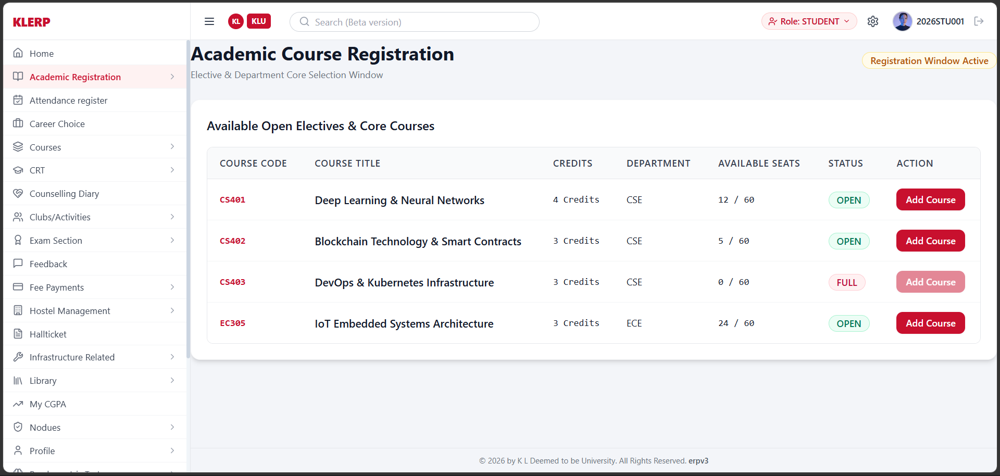 KLERP
KL KLU
Search (Beta version)
Role: STUDENT
2026STU001
Home
Academic Registration
Attendance register
Career Choice
Courses
CRT
Counselling Diary
Clubs/Activities
Exam Section
Feedback
Fee Payments
Hostel Management
Hallticket
Infrastructure Related
Library
My CGPA
Nodues
Profile
Academic Course Registration
Elective & Department Core Selection Window
Registration Window Active
Available Open Electives & Core Courses
COURSE CODE COURSE TITLE CREDITS DEPARTMENT AVAILABLE SEATS STATUS ACTION
CS401 Deep Learning & Neural Networks 4 Credits CSE 12 / 60 OPEN Add Course
CS402 Blockchain Technology & Smart Contracts 3 Credits CSE 5 / 60 OPEN Add Course
CS403 DevOps & Kubernetes Infrastructure 3 Credits CSE 0 / 60 FULL Add Course
EC305 IoT Embedded Systems Architecture 3 Credits ECE 24 / 60 OPEN Add Course
© 2026 by K L Deemed to be University. All Rights Reserved. erpv3